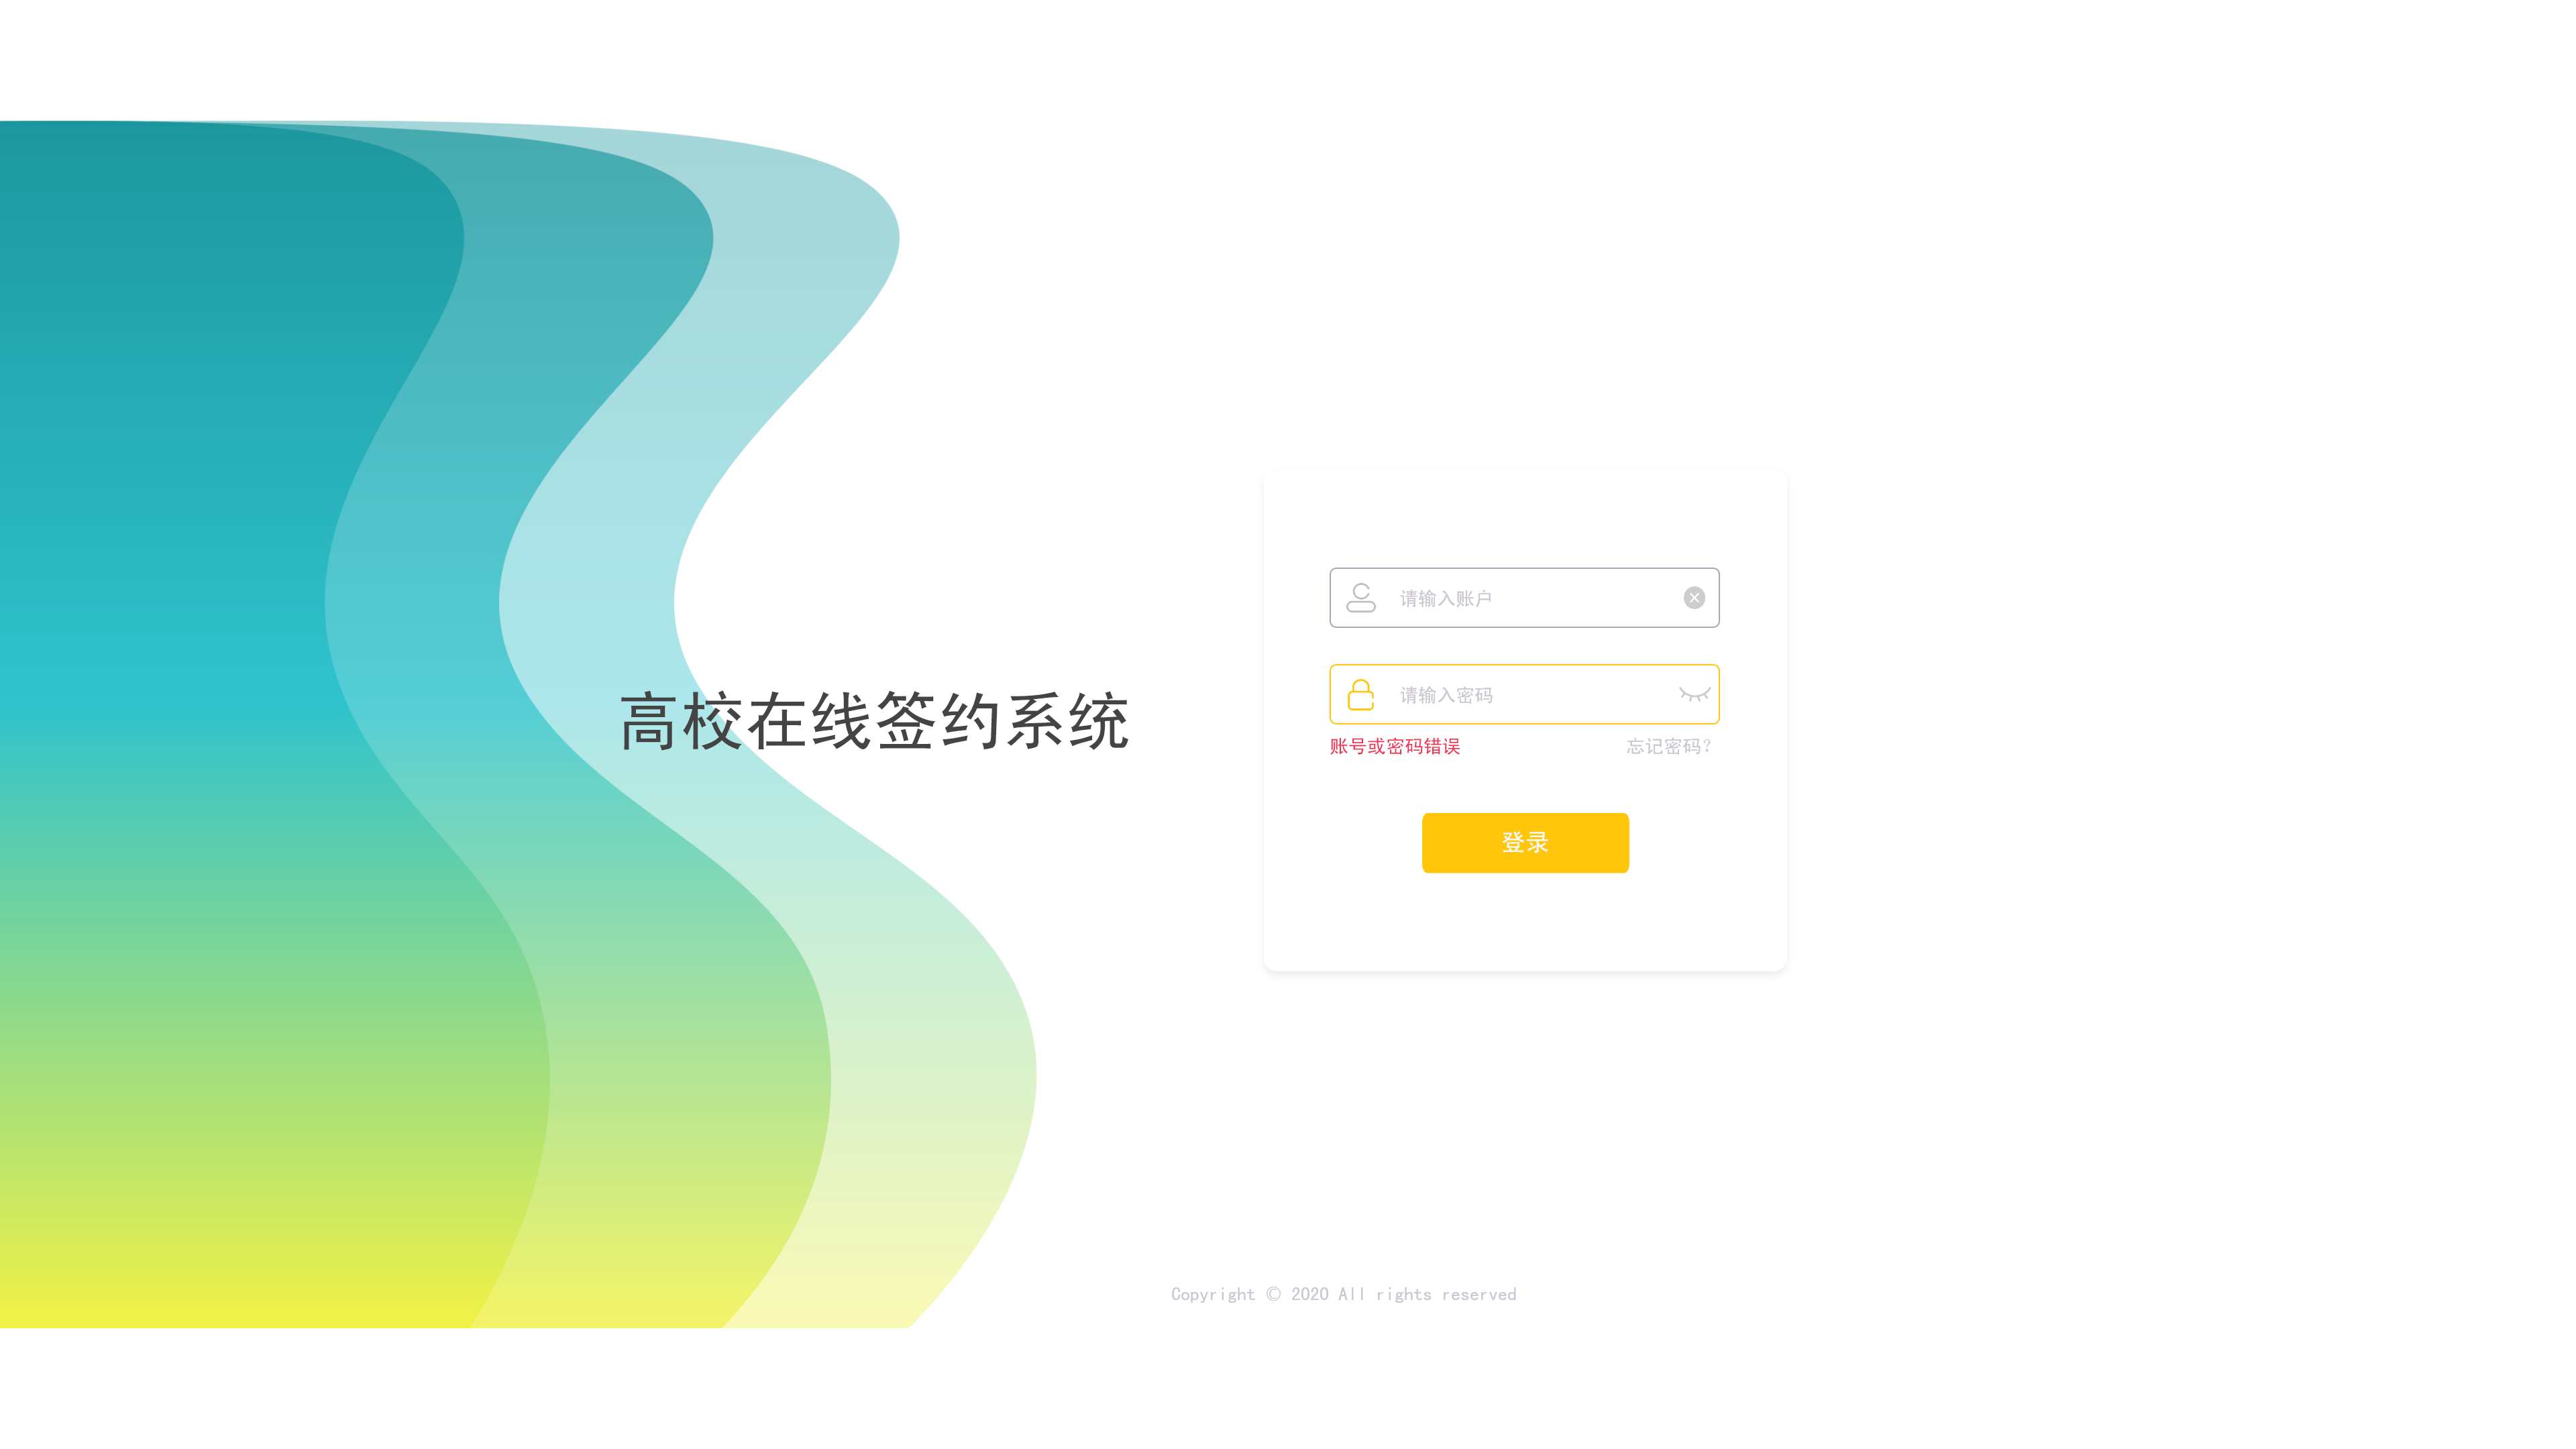 高校在线签约系统
请输入账户
请输入密码
账号或密码错误
忘记密码？
登录
Copyright © 2020 All rights reserved